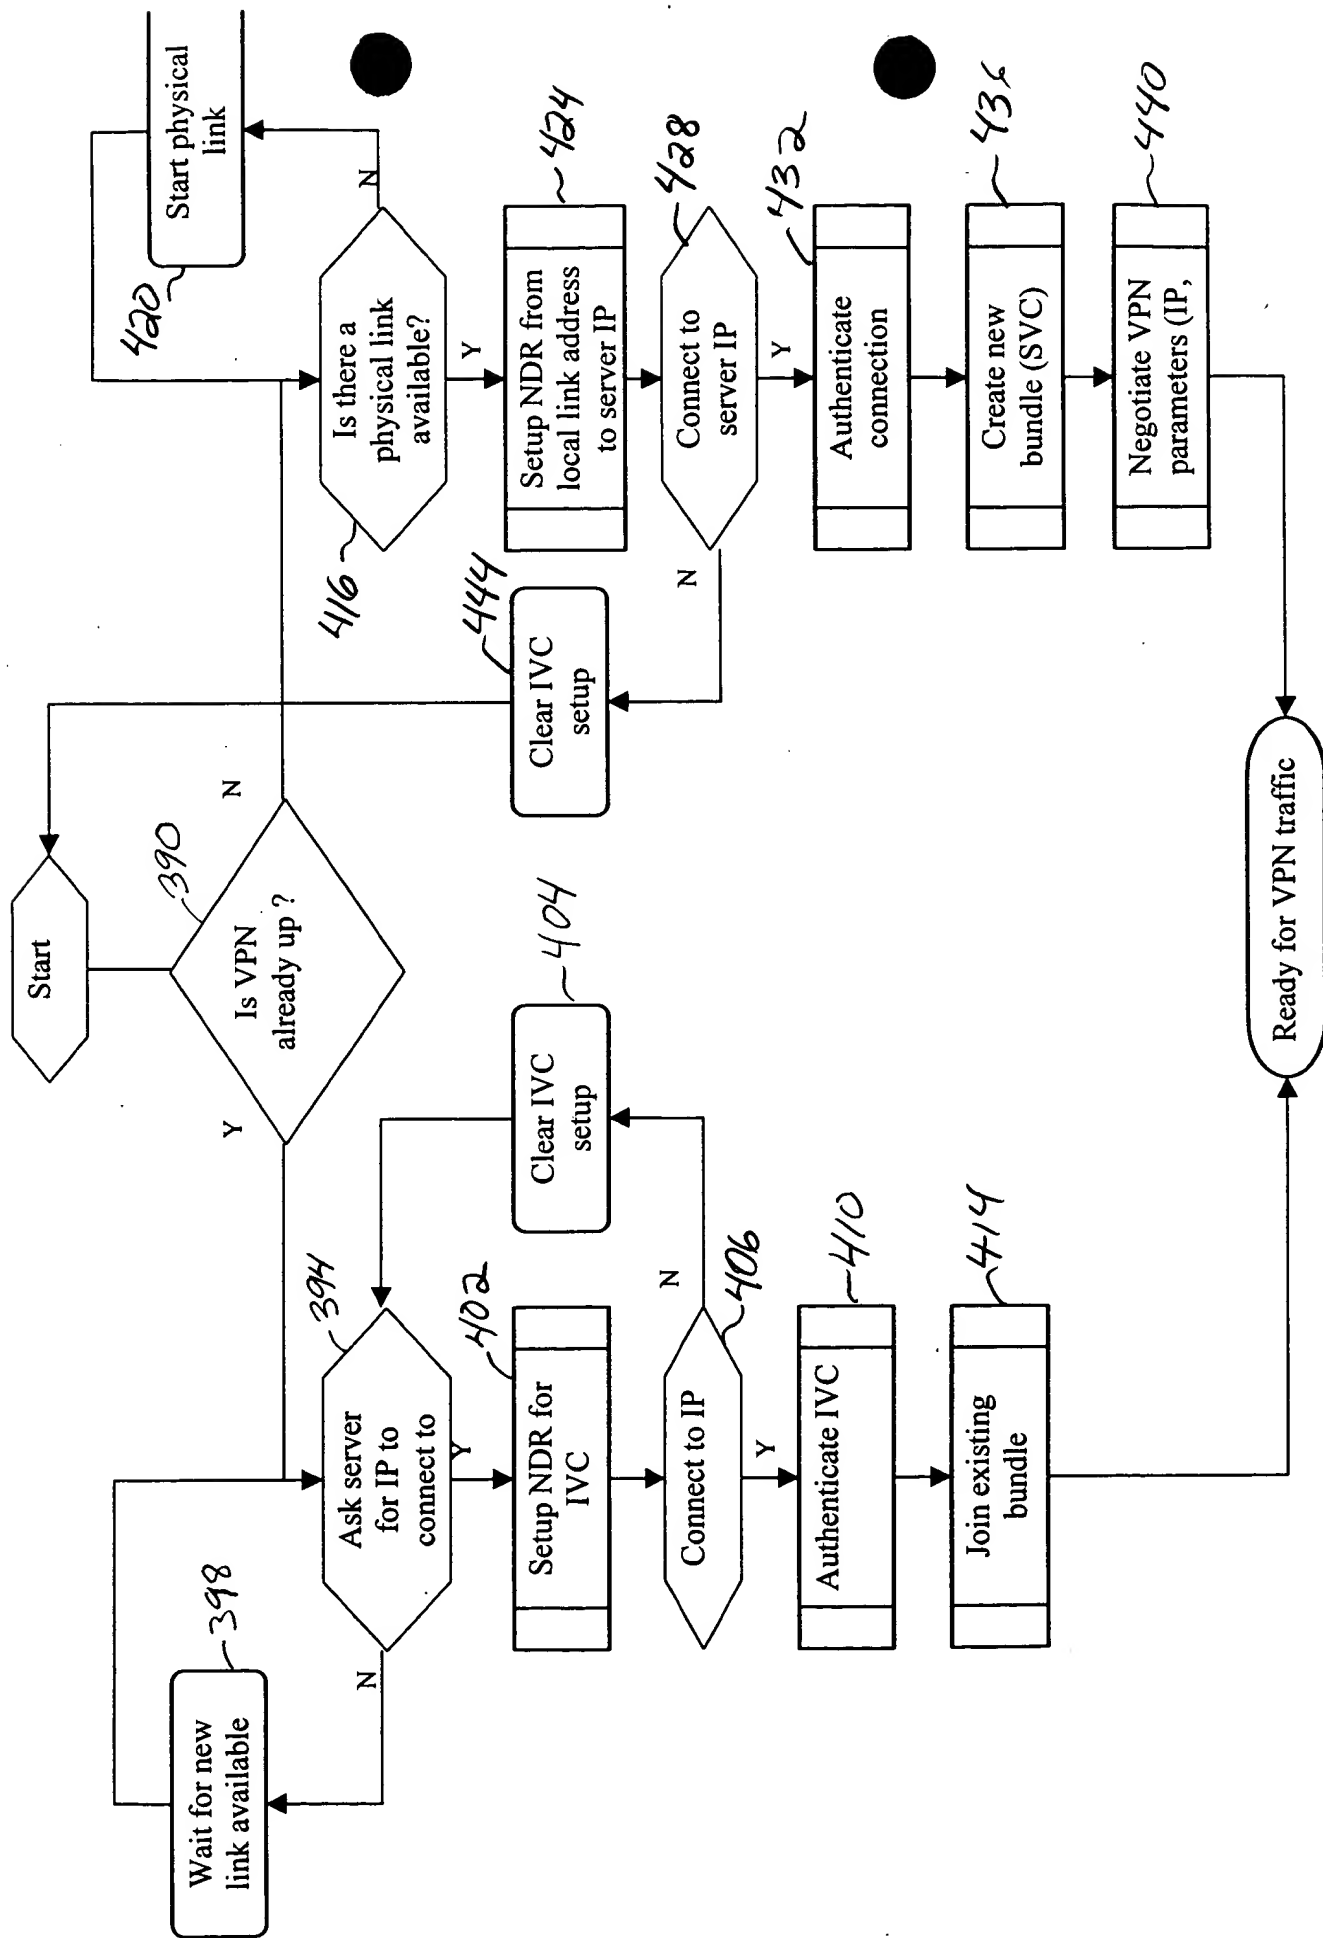 Start
390
Is VPN
already up ?
Y
N
398
Wait for new
link available
394
Ask server
for IP to
connect to
N
Y
402
Setup NDR for
IVC
404
Clear IVC
setup
406
Connect to IP
N
Y
410
Authenticate IVC
414
Join existing
bundle
420
Start physical
link
416
Is there a
physical link
available?
N
Y
424
Setup NDR from
local link address
to server IP
444
Clear IVC
setup
428
Connect to
server IP
N
Y
432
Authenticate
connection
436
Create new
bundle (SVC)
440
Negotiate VPN
parameters (IP,
Ready for VPN traffic